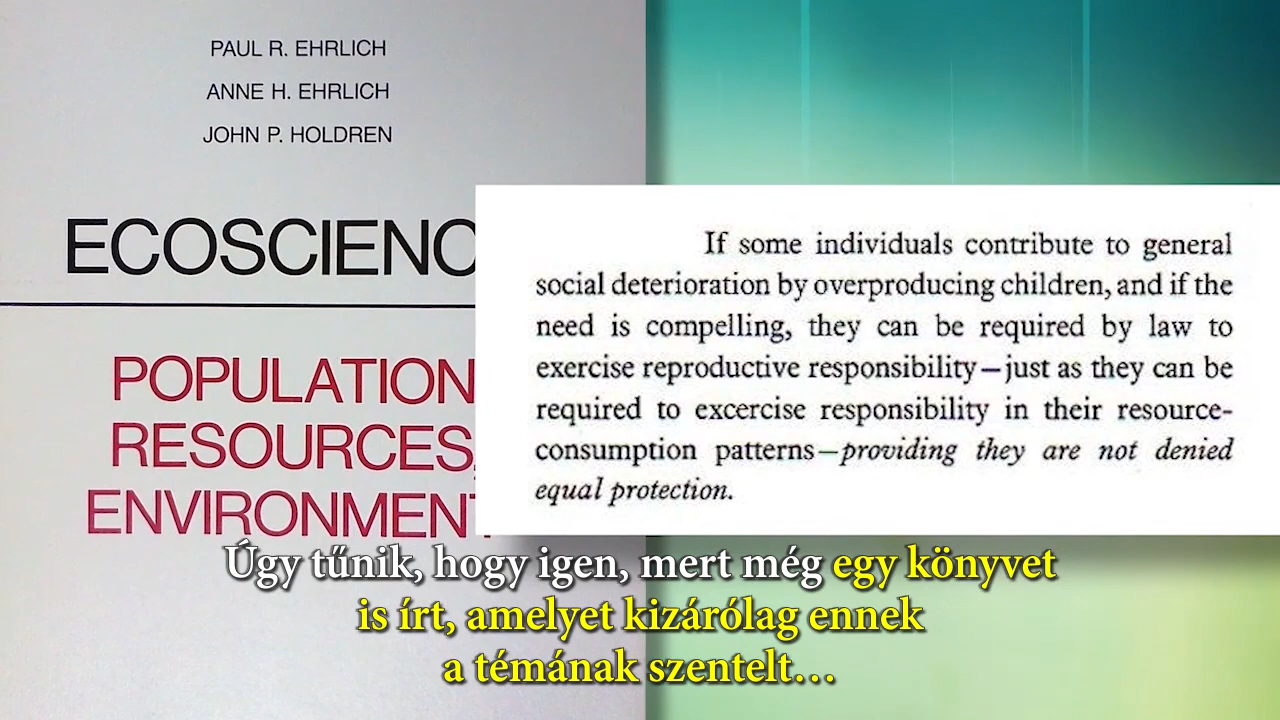 PAUL R. EHRLICH
ANNE H. EHRLICH
JOHN P. HOLDREN
ECOSCIENC
POPULATION
RESOURCES,
ENVIRONMENT
If some individuals contribute to general
social deterioration by overproducing children, and if the
need is compelling, they can be required by law to
exercise reproductive responsibility—just as they can be
required to excercise responsibility in their resource-
consumption patterns—providing they are not denied
equal protection.
Úgy tűnik, hogy igen, mert még egy könyvet
is írt, amelyet kizárólag ennek
a témának szentelt…